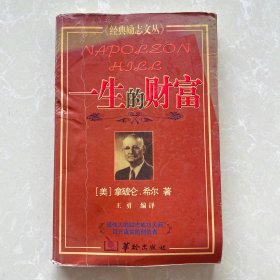 《经典励志文丛》
NAPOLEON
HILL
一生的财富
[美] 拿破仑·希尔 著
王勇 编译
华龄出版社